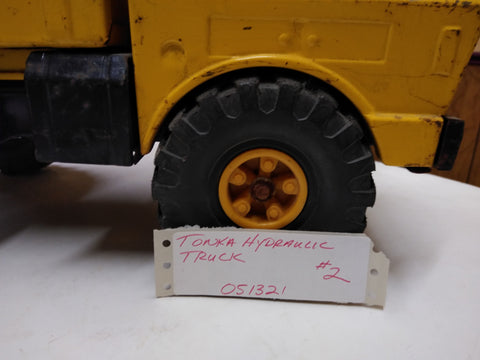 TONKA HYDRAULIC
TRUCK
#2
051321